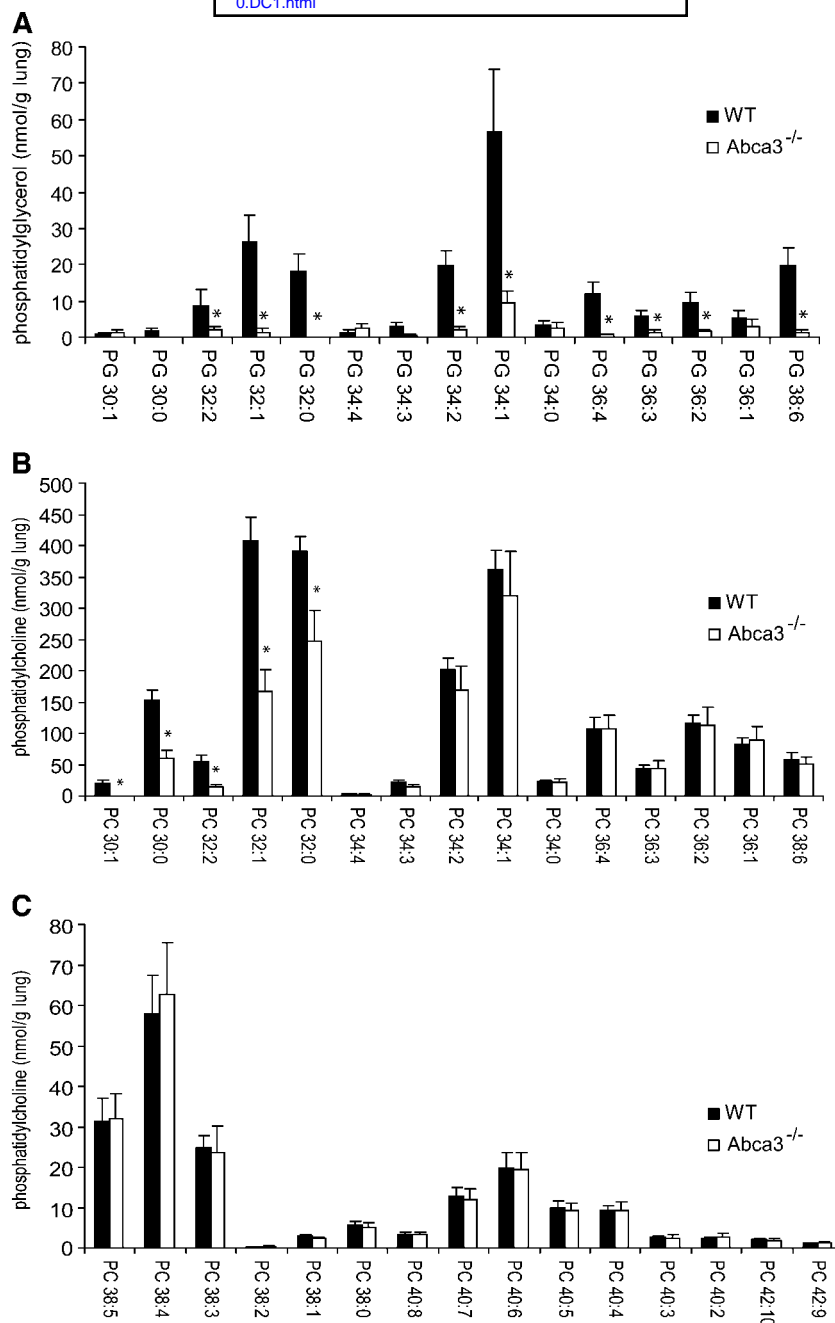 0.DC1.html
A
phosphatidylglycerol (nmol/g lung)
80
70
60
50
40
30
20
10
0
WT
Abca3 -/-
* * * * * * * * *
PG 30:1
PG 30:0
PG 32:2
PG 32:1
PG 32:0
PG 34:4
PG 34:3
PG 34:2
PG 34:1
PG 34:0
PG 36:4
PG 36:3
PG 36:2
PG 36:1
PG 38:6
B
phosphatidylcholine (nmol/g lung)
500
450
400
350
300
250
200
150
100
50
0
WT
Abca3 -/-
* * * * *
PC 30:1
PC 30:0
PC 32:2
PC 32:1
PC 32:0
PC 34:4
PC 34:3
PC 34:2
PC 34:1
PC 34:0
PC 36:4
PC 36:3
PC 36:2
PC 36:1
PC 38:6
C
phosphatidylcholine (nmol/g lung)
80
70
60
50
40
30
20
10
0
WT
Abca3 -/-
PC 38:5
PC 38:4
PC 38:3
PC 38:2
PC 38:1
PC 38:0
PC 40:8
PC 40:7
PC 40:6
PC 40:5
PC 40:4
PC 40:3
PC 40:2
PC 42:10
PC 42:9